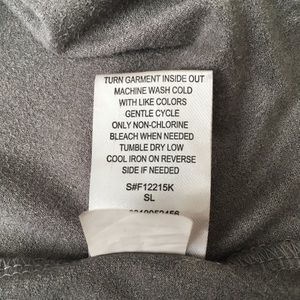 TURN GARMENT INSIDE OUT
MACHINE WASH COLD
WITH LIKE COLORS
GENTLE CYCLE
ONLY NON-CHLORINE
BLEACH WHEN NEEDED
TUMBLE DRY LOW
COOL IRON ON REVERSE
SIDE IF NEEDED
S#F12215K
SL